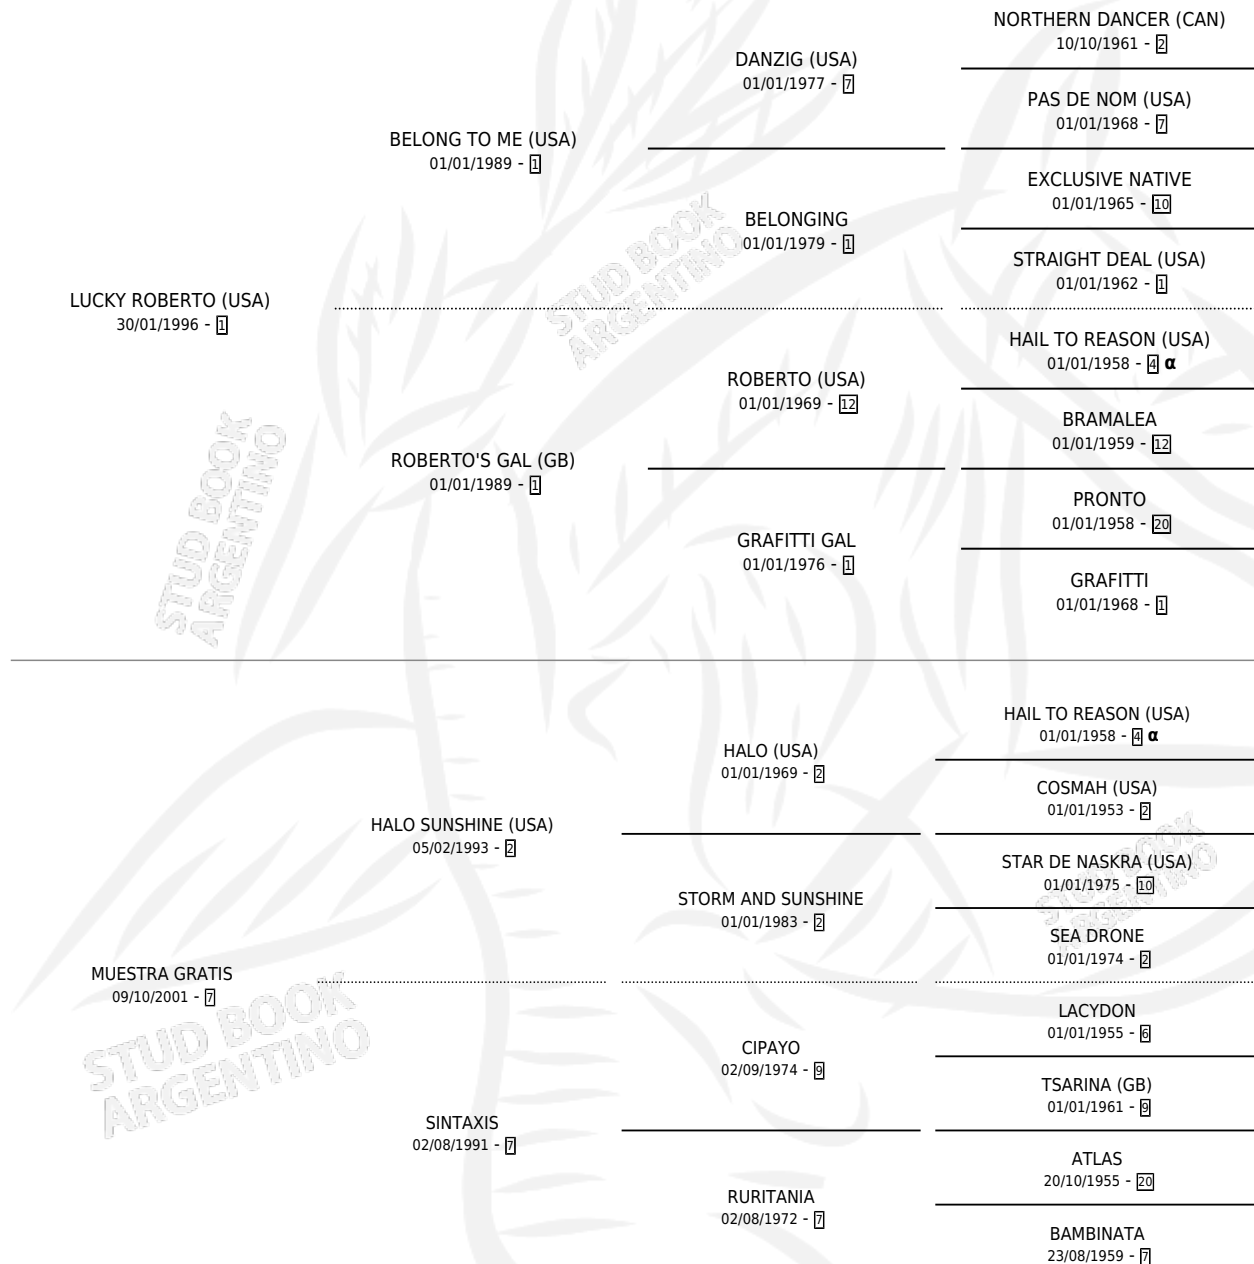 NORTHERN DANCER (CAN)
10/10/1961 - 2
DANZIG (USA)
01/01/1977 - 7
PAS DE NOM (USA)
01/01/1968 - 7
BELONG TO ME (USA)
01/01/1989 - 1
EXCLUSIVE NATIVE
01/01/1965 - 10
BELONGING
01/01/1979 - 1
STRAIGHT DEAL (USA)
01/01/1962 - 1
LUCKY ROBERTO (USA)
30/01/1996 - 1
STUD BOOK
ARGENTINO
HAIL TO REASON (USA)
01/01/1958 - 4 α
ROBERTO (USA)
01/01/1969 - 12
BRAMALEA
01/01/1959 - 12
ROBERTO'S GAL (GB)
01/01/1989 - 1
PRONTO
01/01/1958 - 20
GRAFITTI GAL
01/01/1976 - 1
GRAFITTI
01/01/1968 - 1
STUD BOOK
ARGENTINO
HAIL TO REASON (USA)
01/01/1958 - 4 α
HALO (USA)
01/01/1969 - 2
COSMAH (USA)
01/01/1953 - 2
HALO SUNSHINE (USA)
05/02/1993 - 2
STAR DE NASKRA (USA)
01/01/1975 - 10
STORM AND SUNSHINE
01/01/1983 - 2
SEA DRONE
01/01/1974 - 2
STUD BOOK
ARGENTINO
MUESTRA GRATIS
09/10/2001 - 7
STUD BOOK
ARGENTINO
LACYDON
01/01/1955 - 6
CIPAYO
02/09/1974 - 9
TSARINA (GB)
01/01/1961 - 9
SINTAXIS
02/08/1991 - 7
ATLAS
20/10/1955 - 20
RURITANIA
02/08/1972 - 7
BAMBINATA
23/08/1959 - 7